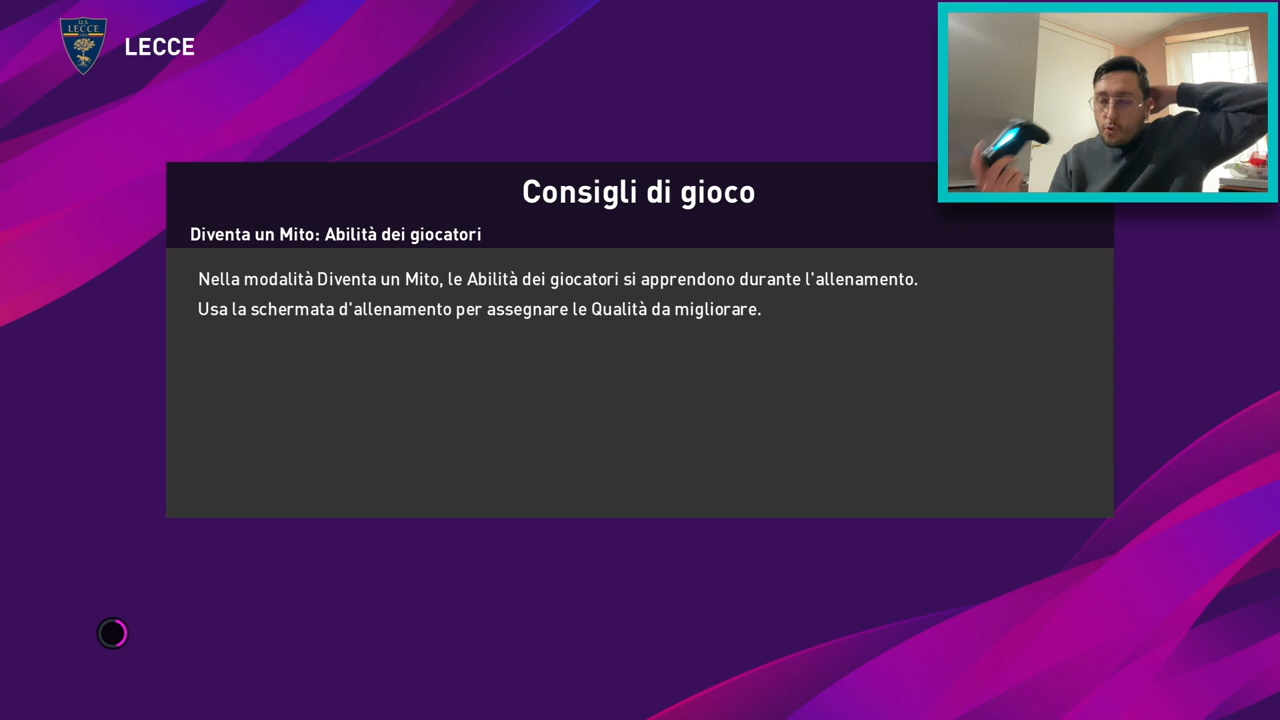 U.S.
LECCE
LECCE
Consigli di gioco
Diventa un Mito: Abilità dei giocatori
Nella modalità Diventa un Mito, le Abilità dei giocatori si apprendono durante l'allenamento.
Usa la schermata d'allenamento per assegnare le Qualità da migliorare.